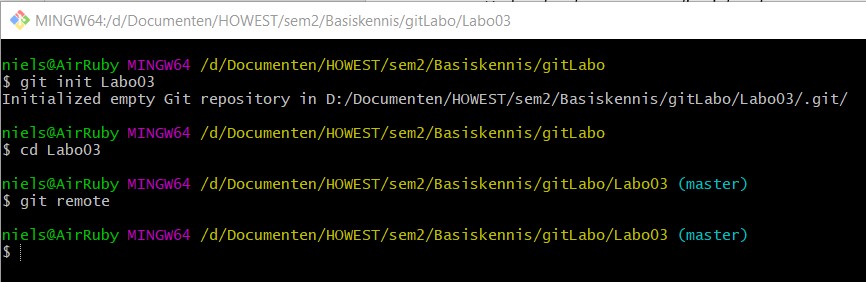 MINGW64:/d/Documenten/HOWEST/sem2/Basiskennis/gitLabo/Labo03
niels@AirRuby MINGW64 /d/Documenten/HOWEST/sem2/Basiskennis/gitLabo
$ git init Labo03
Initialized empty Git repository in D:/Documenten/HOWEST/sem2/Basiskennis/gitLabo/Labo03/.git/
niels@AirRuby MINGW64 /d/Documenten/HOWEST/sem2/Basiskennis/gitLabo
$ cd Labo03
niels@AirRuby MINGW64 /d/Documenten/HOWEST/sem2/Basiskennis/gitLabo/Labo03 (master)
$ git remote
niels@AirRuby MINGW64 /d/Documenten/HOWEST/sem2/Basiskennis/gitLabo/Labo03 (master)
$